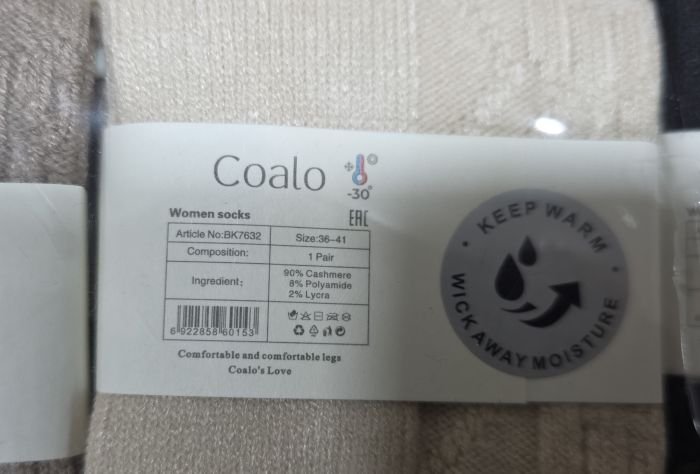 Coalo
-30°
Women socks
EAC
Article No:BK7632
Size:36-41
Composition:
1 Pair
Ingredient:
90% Cashmere
8% Polyamide
2% Lycra
6 922858 60153
Comfortable and comfortable legs
Coalo's Love
KEEP WARM
WICK AWAY MOISTURE